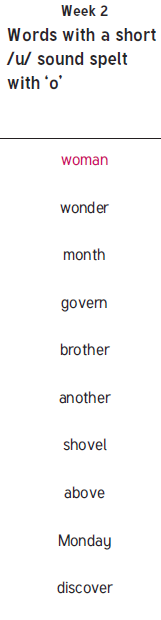 Week 2
Words with a short
/u/ sound spelt
with ‘o’
woman
wonder
month
govern
brother
another
shovel
above
Monday
discover